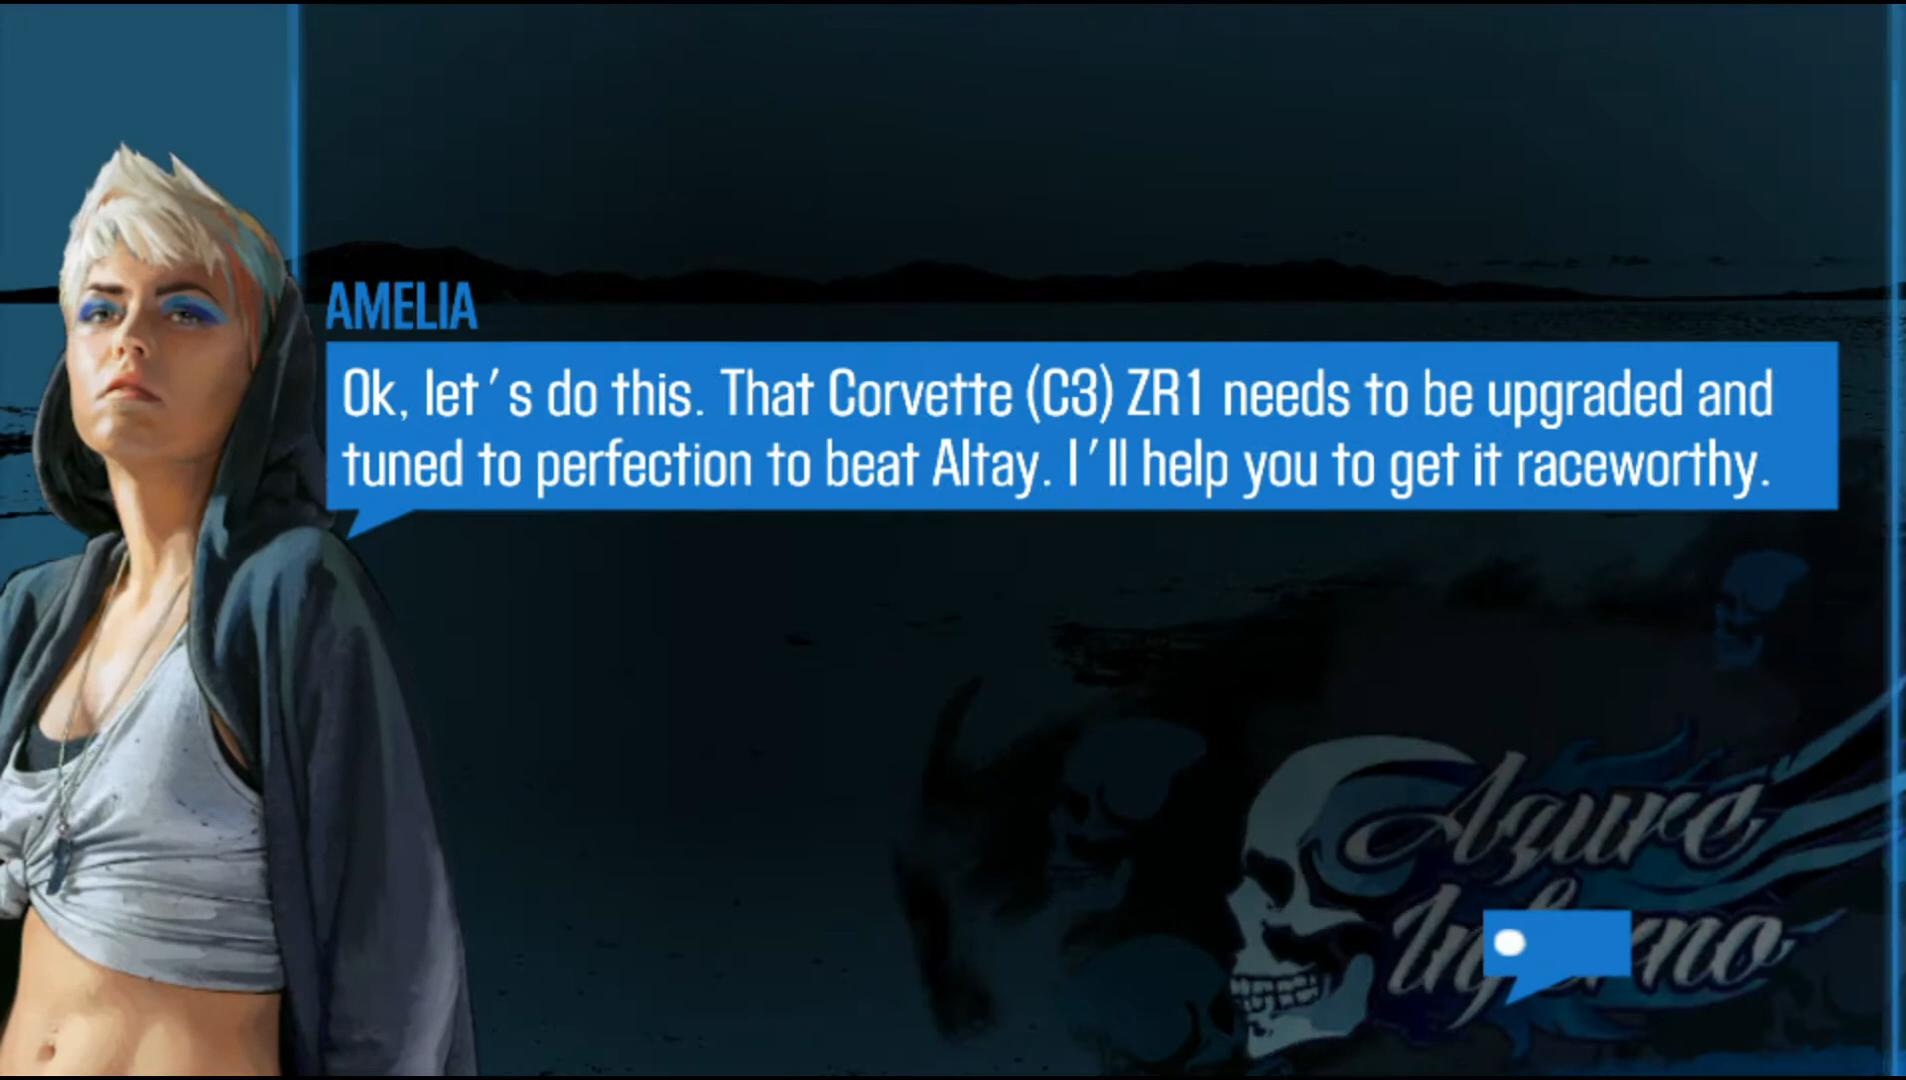 AMELIA
Ok, let's do this. That Corvette (C3) ZR1 needs to be upgraded and
tuned to perfection to beat Altay. I'll help you to get it raceworthy.
Azure
Inferno